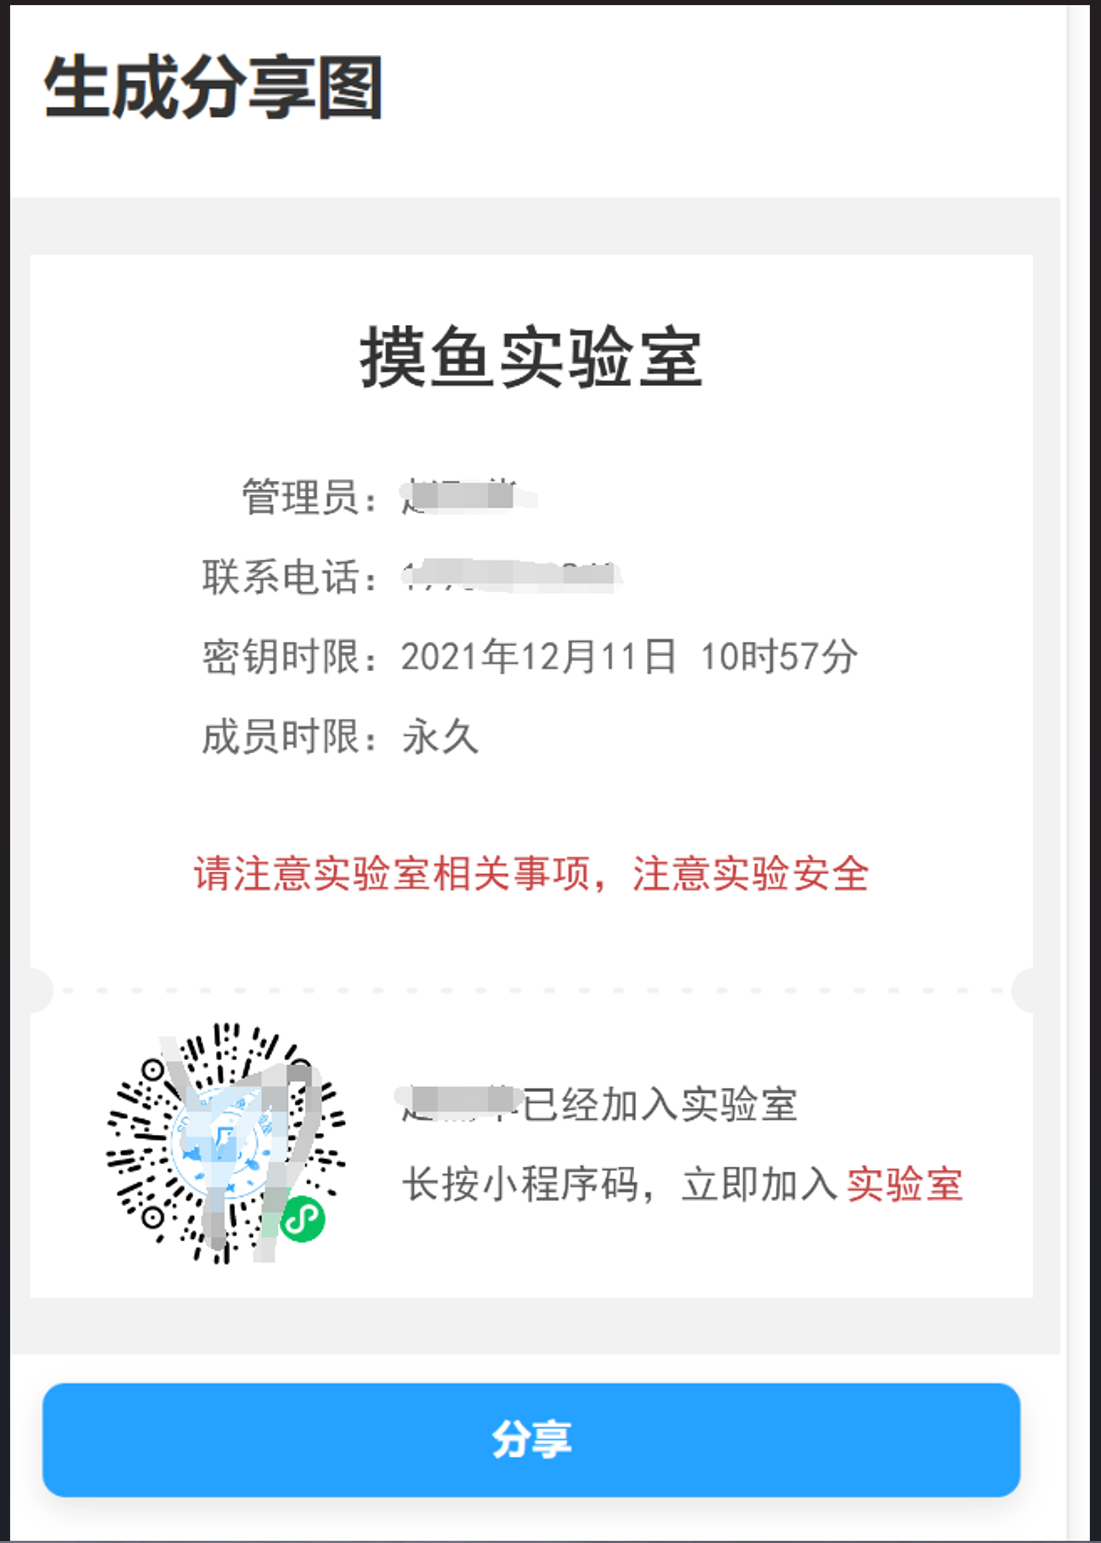 生成分享图
摸鱼实验室
管理员：
联系电话：
密钥时限：2021年12月11日 10时57分
成员时限：永久
请注意实验室相关事项，注意实验安全
已经加入实验室
长按小程序码，立即加入实验室
分享